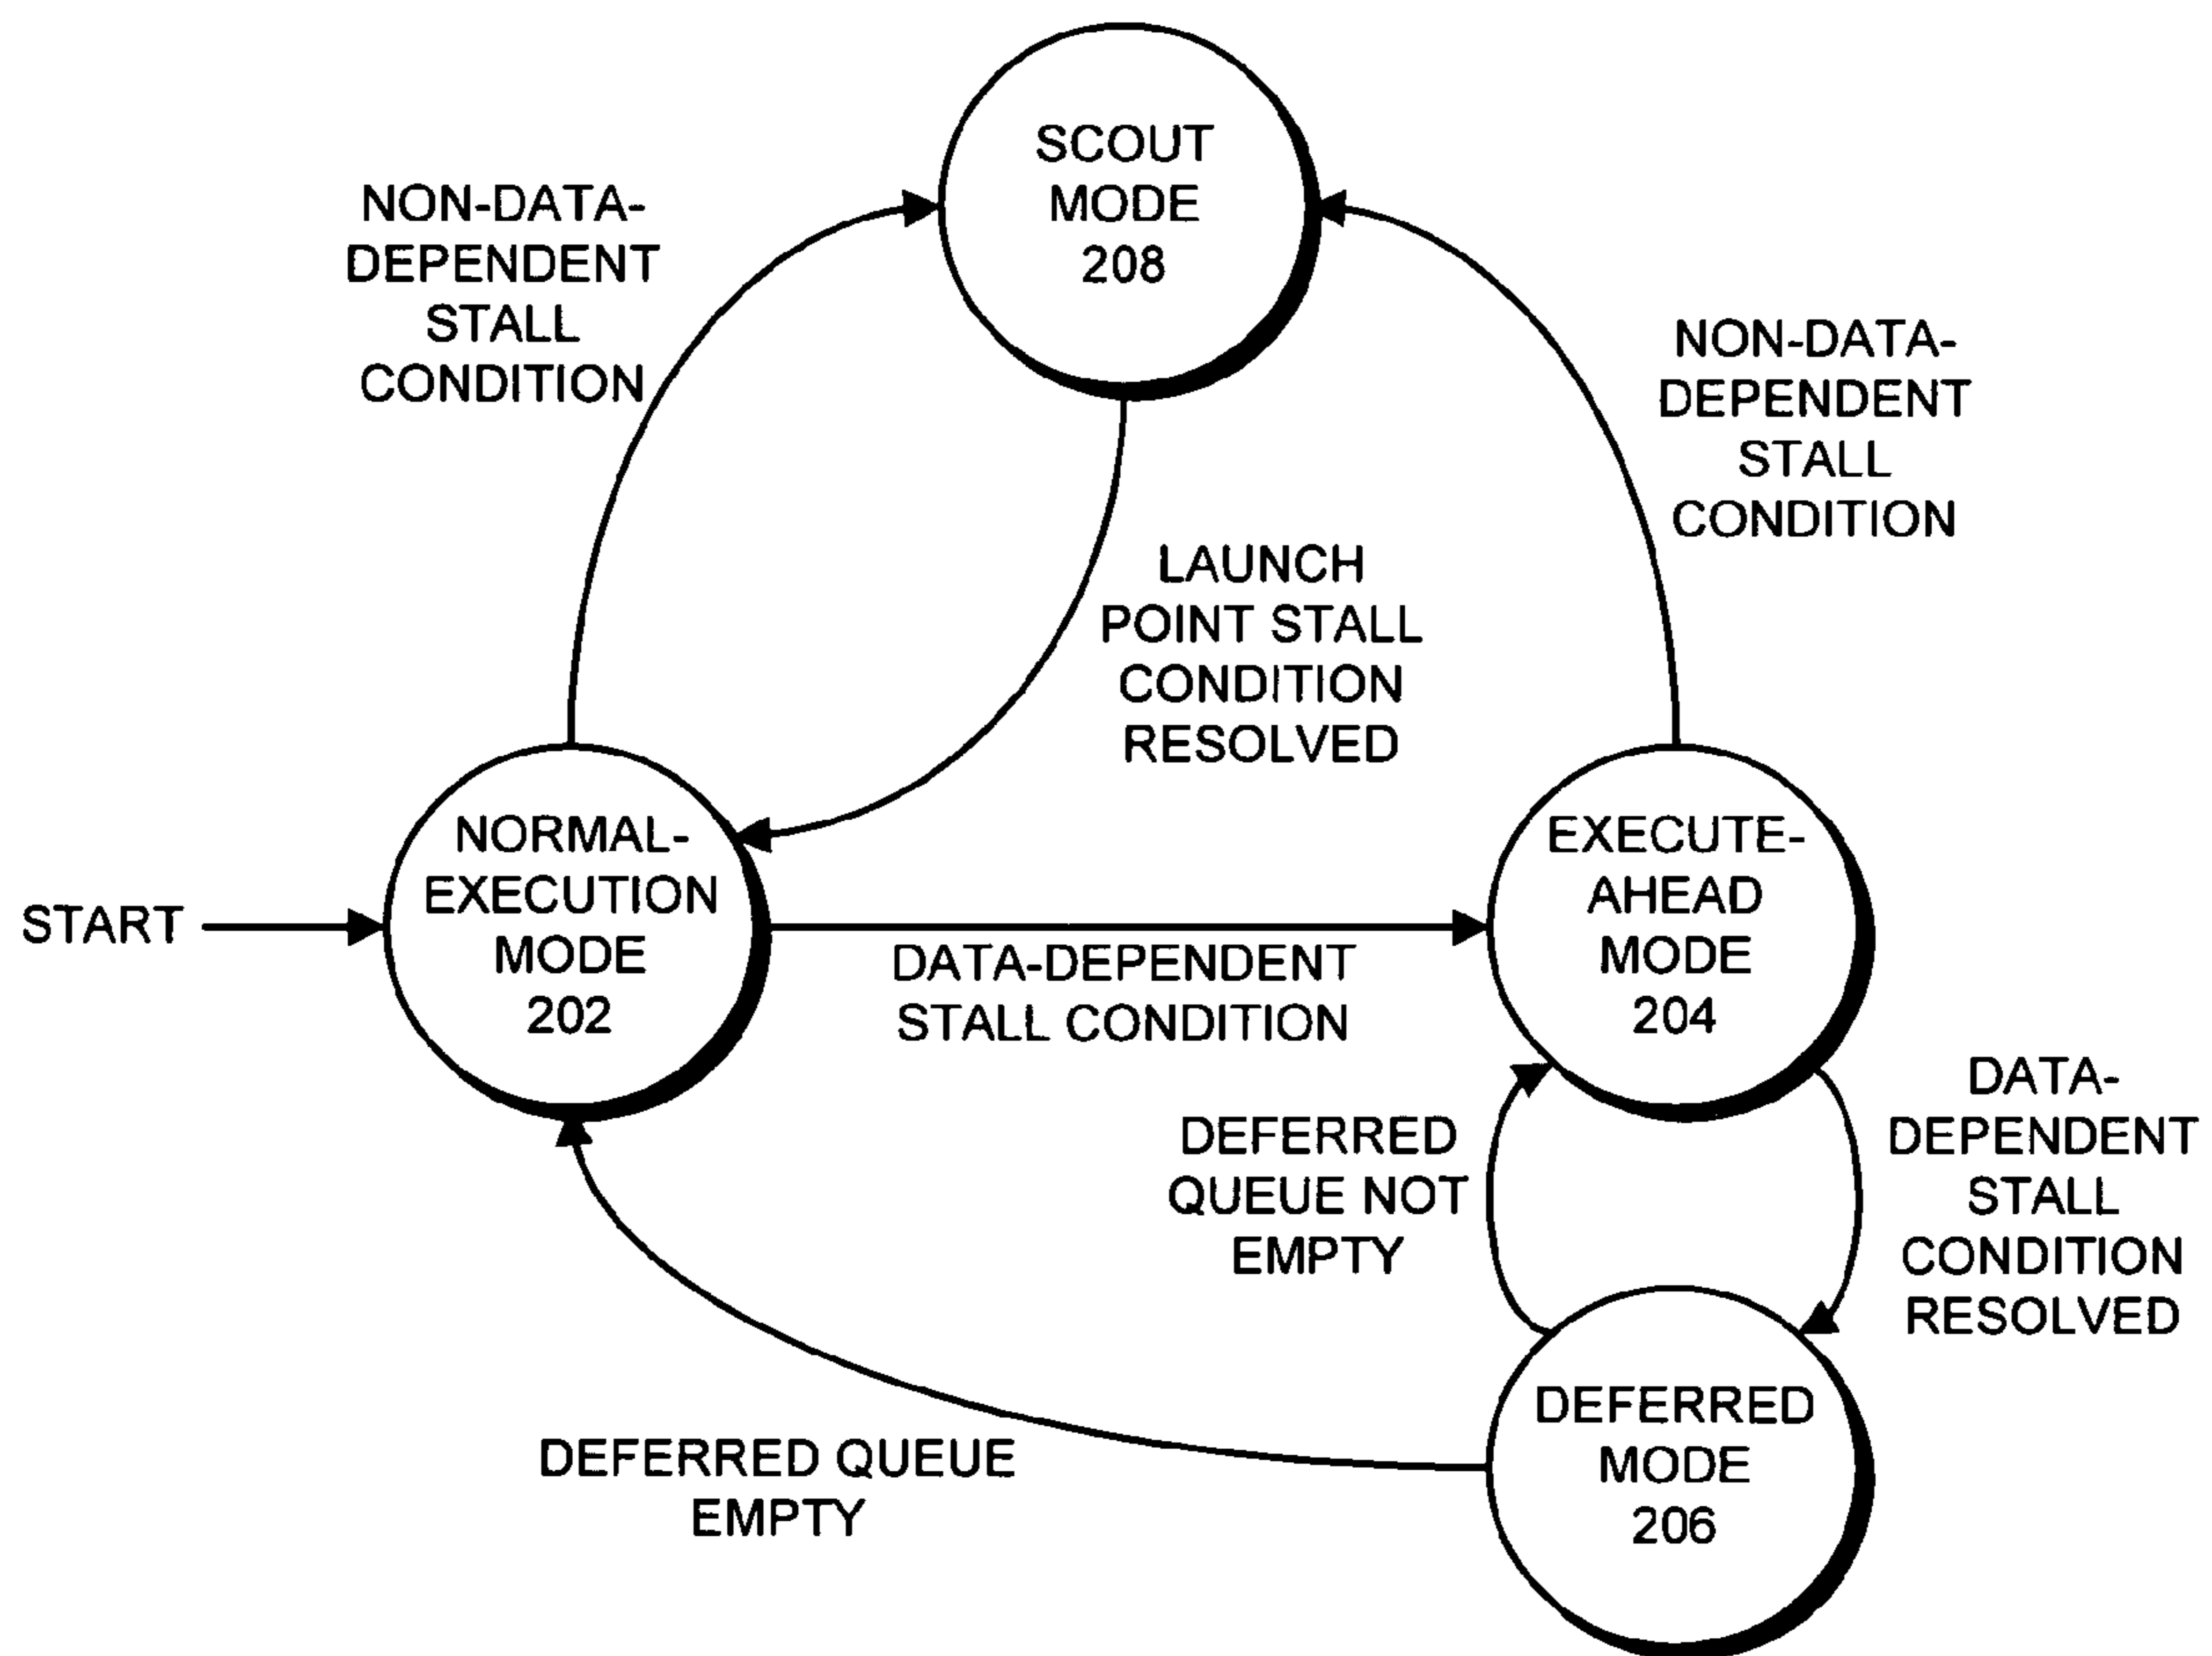 SCOUT
MODE
208
NON-DATA-
DEPENDENT
STALL
CONDITION
NON-DATA-
DEPENDENT
STALL
CONDITION
LAUNCH
POINT STALL
CONDITION
RESOLVED
START
NORMAL-
EXECUTION
MODE
202
DATA-DEPENDENT
STALL CONDITION
EXECUTE-
AHEAD
MODE
204
DEFERRED
QUEUE NOT
EMPTY
DATA-
DEPENDENT
STALL
CONDITION
RESOLVED
DEFERRED QUEUE
EMPTY
DEFERRED
MODE
206